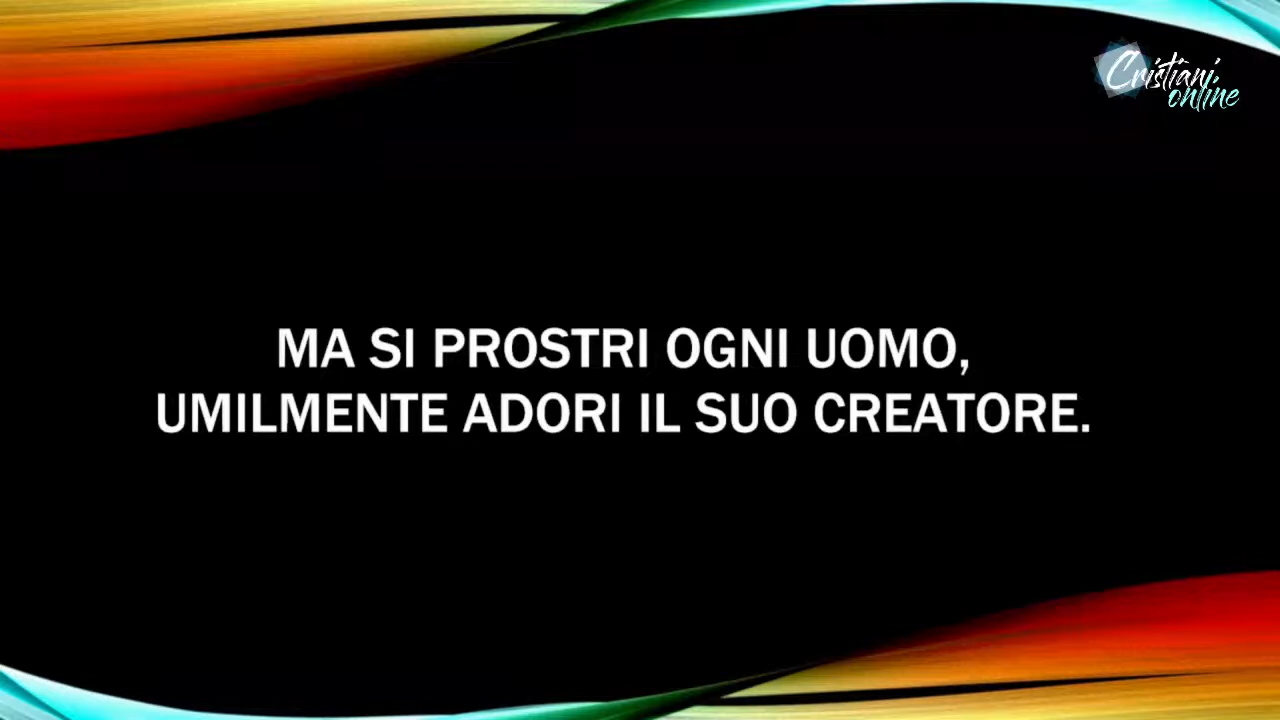 Cristiani
online
MA SI PROSTRI OGNI UOMO,
UMILMENTE ADORI IL SUO CREATORE.